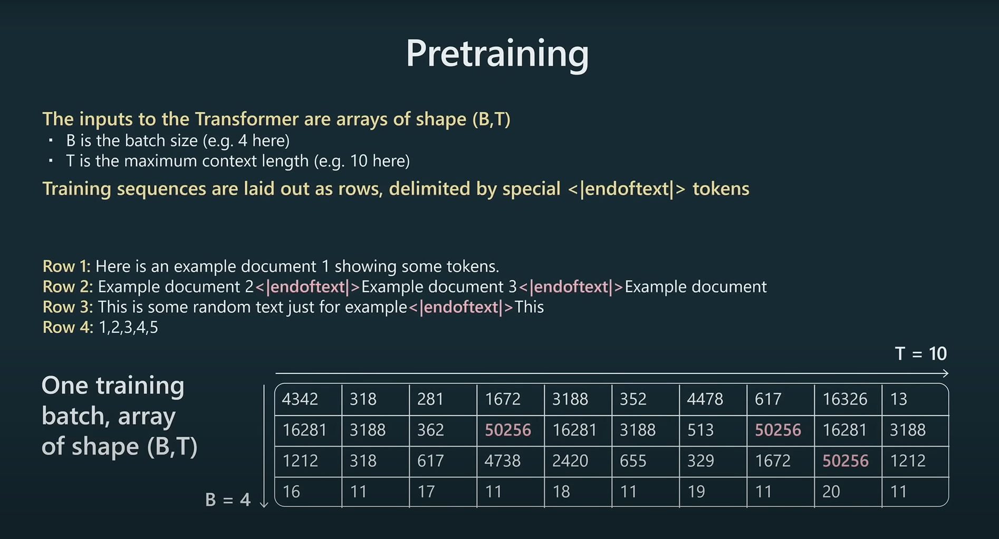 Pretraining
The inputs to the Transformer are arrays of shape (B,T)
▪ B is the batch size (e.g. 4 here)
▪ T is the maximum context length (e.g. 10 here)
Training sequences are laid out as rows, delimited by special <|endoftext|> tokens
Row 1: Here is an example document 1 showing some tokens.
Row 2: Example document 2<|endoftext|>Example document 3<|endoftext|>Example document
Row 3: This is some random text just for example<|endoftext|>This
Row 4: 1,2,3,4,5
T = 10
One training
batch, array
of shape (B,T)
B = 4
4342 318 281 1672 3188 352 4478 617 16326 13
16281 3188 362 50256 16281 3188 513 50256 16281 3188
1212 318 617 4738 2420 655 329 1672 50256 1212
16 11 17 11 18 11 19 11 20 11